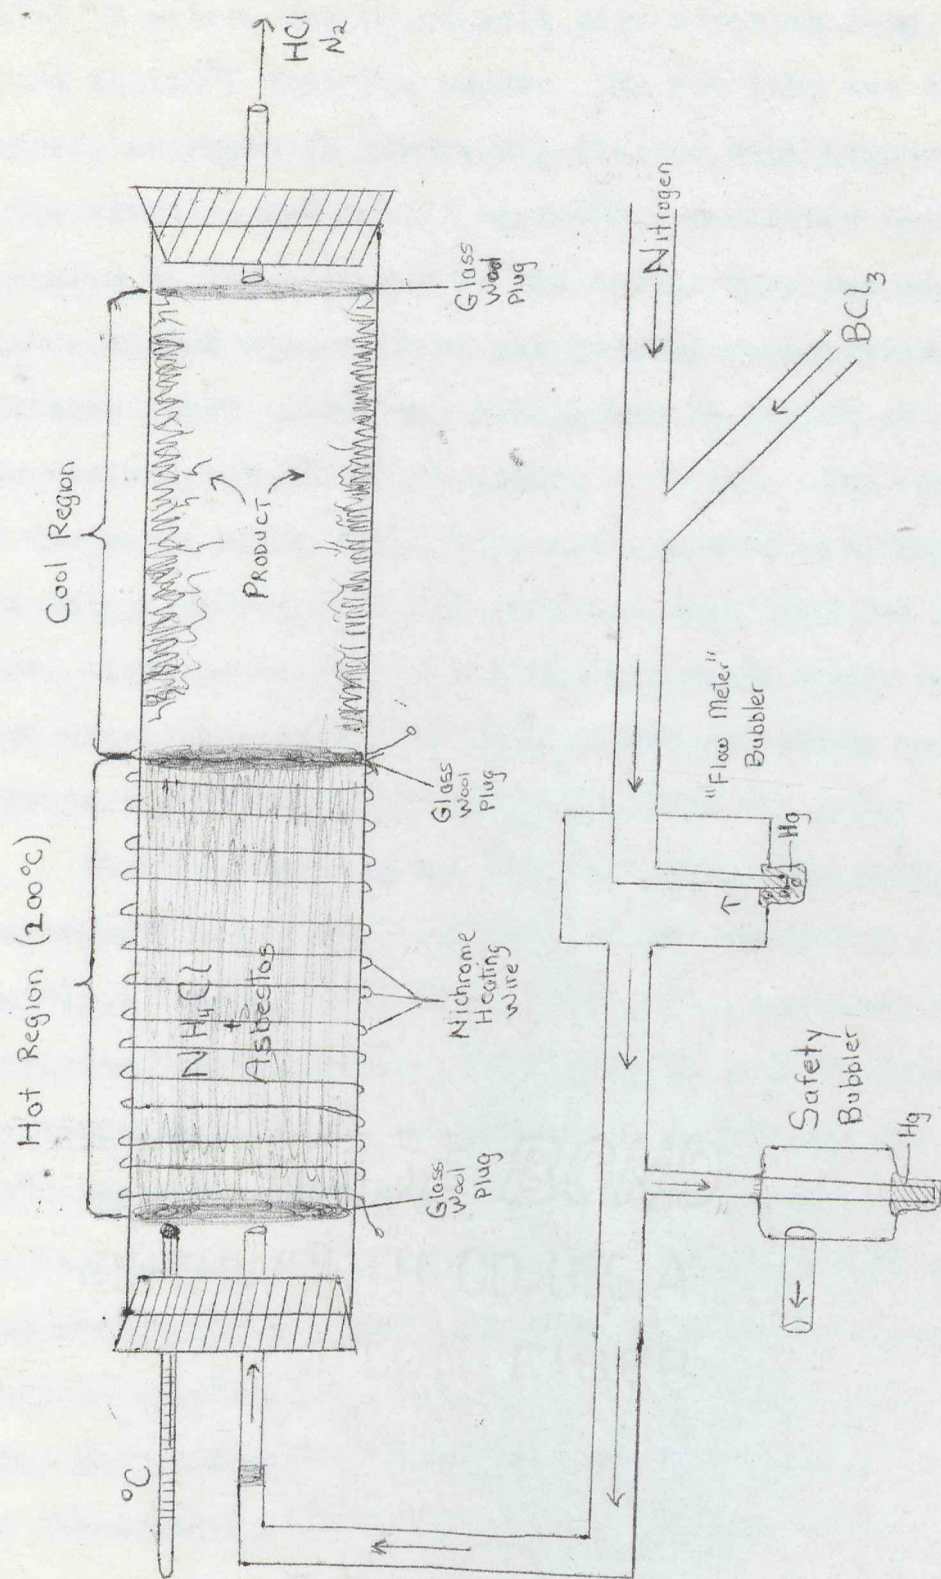 HCl
N2
Glass
Wool
Plug
Nitrogen
BCl3
Cool Region
PRODUCT
"Flow Meter"
Bubbler
Hg
Glass
Wool
Plug
Hot Region (200°C)
NH4Cl
+
Asbestos
Nichrome
Heating
Wire
Glass
Wool
Plug
Safety
Bubbler
Hg
°C